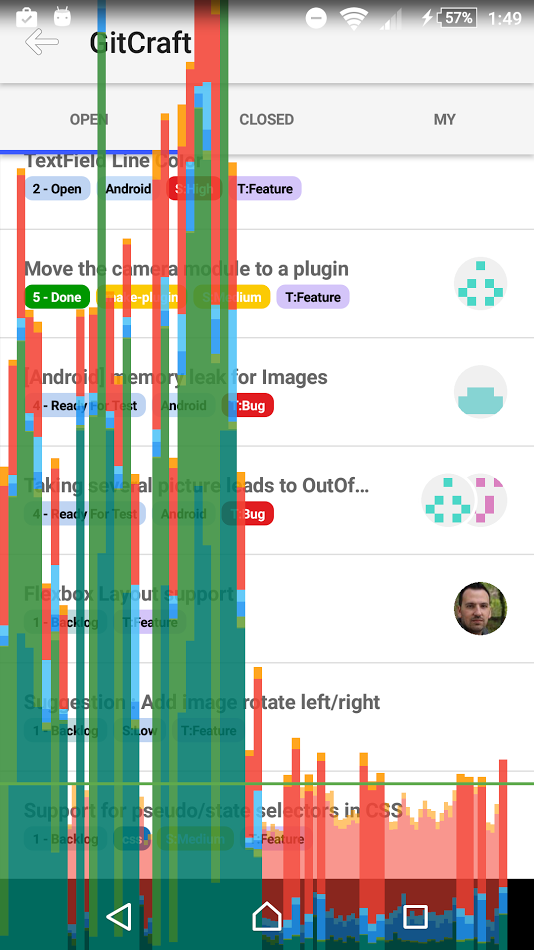 57% 1:49
GitCraft
OPEN CLOSED MY
TextField Line Color
2 - Open Android S:High T:Feature
Move the camera module to a plugin
5 - Done S:Medium T:Feature
[Android] memory leak for Images
4 - Ready For Test Android T:Bug
Taking several picture leads to OutOf...
4 - Ready For Test Android T:Bug
Flexbox Layout support
1 - Backlog T:Feature
Suggestion : Add image rotate left/right
1 - Backlog S:Low T:Feature
Support for pseudo/state selectors in CSS
1 - Backlog css S:Medium T:Feature